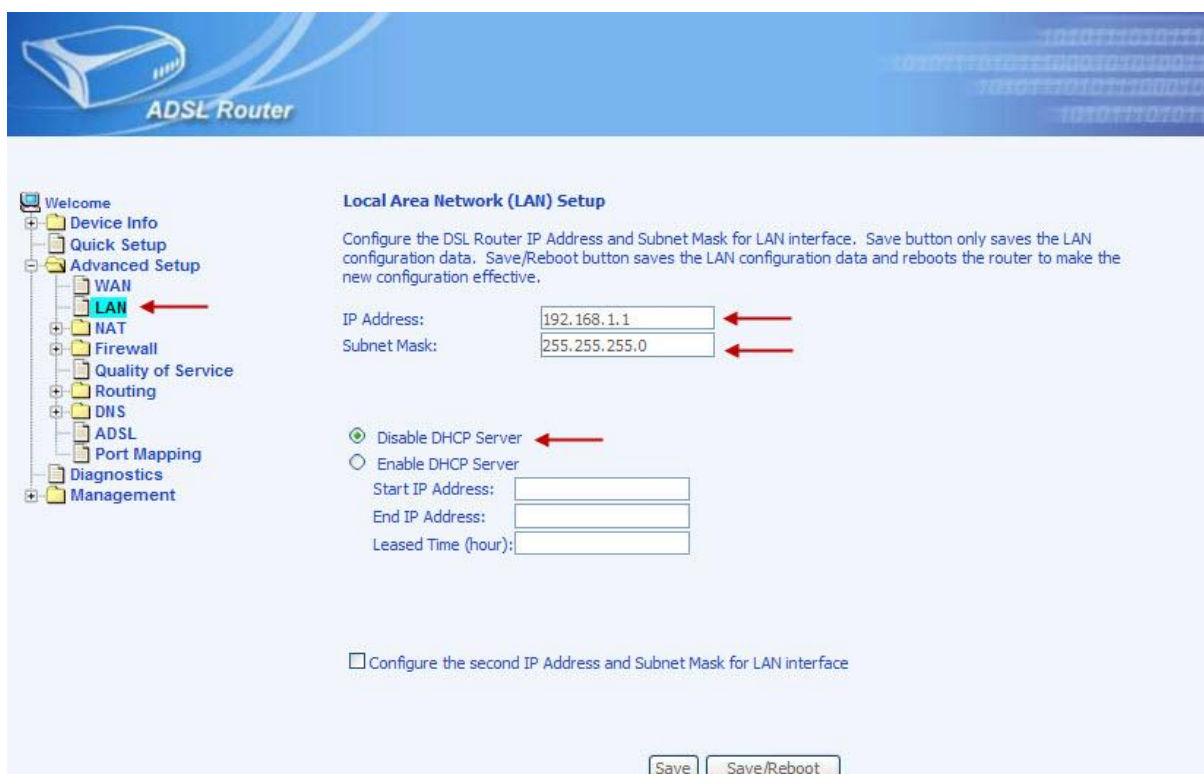 ADSL Router
Welcome
Device Info
Quick Setup
Advanced Setup
WAN
LAN
NAT
Firewall
Quality of Service
Routing
DNS
ADSL
Port Mapping
Diagnostics
Management
Local Area Network (LAN) Setup
Configure the DSL Router IP Address and Subnet Mask for LAN interface.  Save button only saves the LAN
configuration data.  Save/Reboot button saves the LAN configuration data and reboots the router to make the
new configuration effective.
IP Address: 192.168.1.1
Subnet Mask: 255.255.255.0
Disable DHCP Server
Enable DHCP Server
Start IP Address:
End IP Address:
Leased Time (hour):
Configure the second IP Address and Subnet Mask for LAN interface
Save Save/Reboot